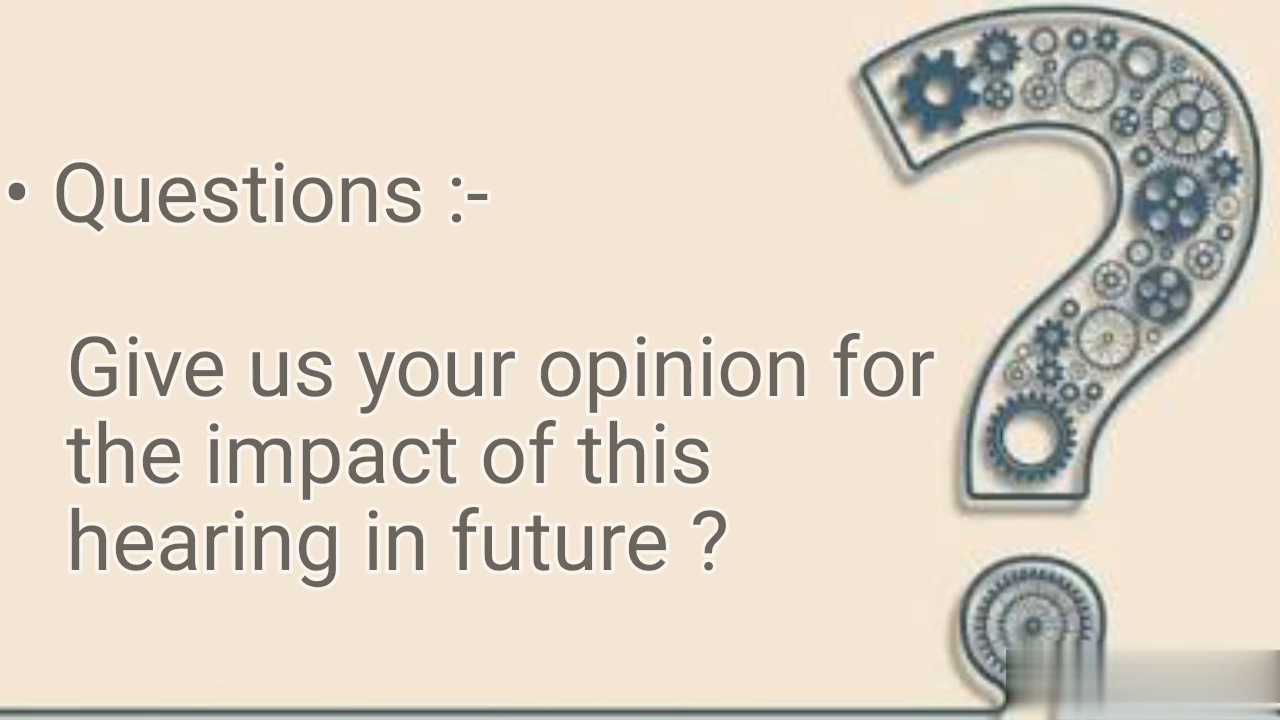 • Questions :-
Give us your opinion for
the impact of this
hearing in future ?